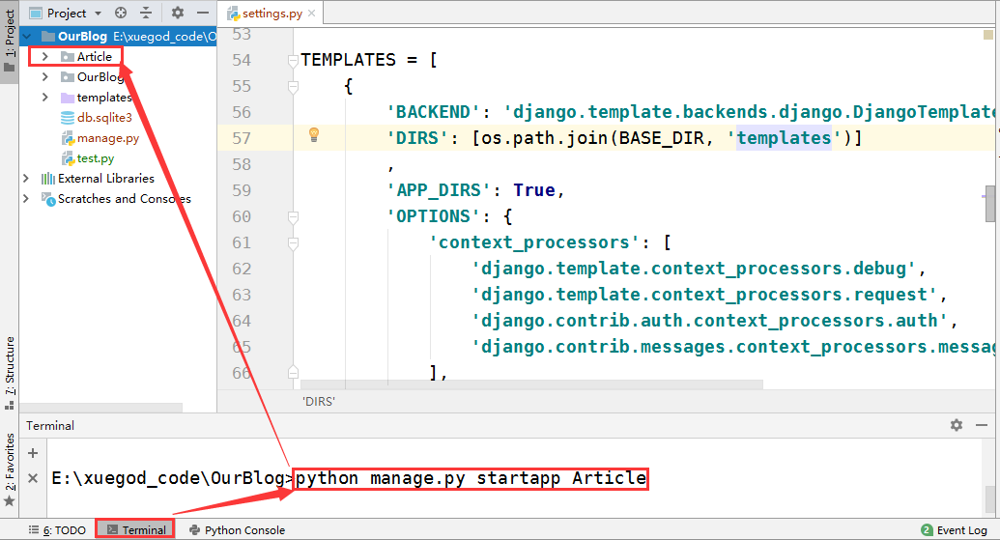 Project
settings.py
1: Project
OurBlog E:\xuegod_code\O
Article
OurBlog
templates
db.sqlite3
manage.py
test.py
External Libraries
Scratches and Consoles
53
54 TEMPLATES = [
55 {
56 'BACKEND': 'django.template.backends.django.DjangoTemplate
57 'DIRS': [os.path.join(BASE_DIR, 'templates')]
58 ,
59 'APP_DIRS': True,
60 'OPTIONS': {
61 'context_processors': [
62 'django.template.context_processors.debug',
63 'django.template.context_processors.request',
64 'django.contrib.auth.context_processors.auth',
65 'django.contrib.messages.context_processors.messag
66 ],
'DIRS'
7: Structure
2: Favorites
Terminal
E:\xuegod_code\OurBlog>python manage.py startapp Article
6: TODO Terminal Python Console 2 Event Log